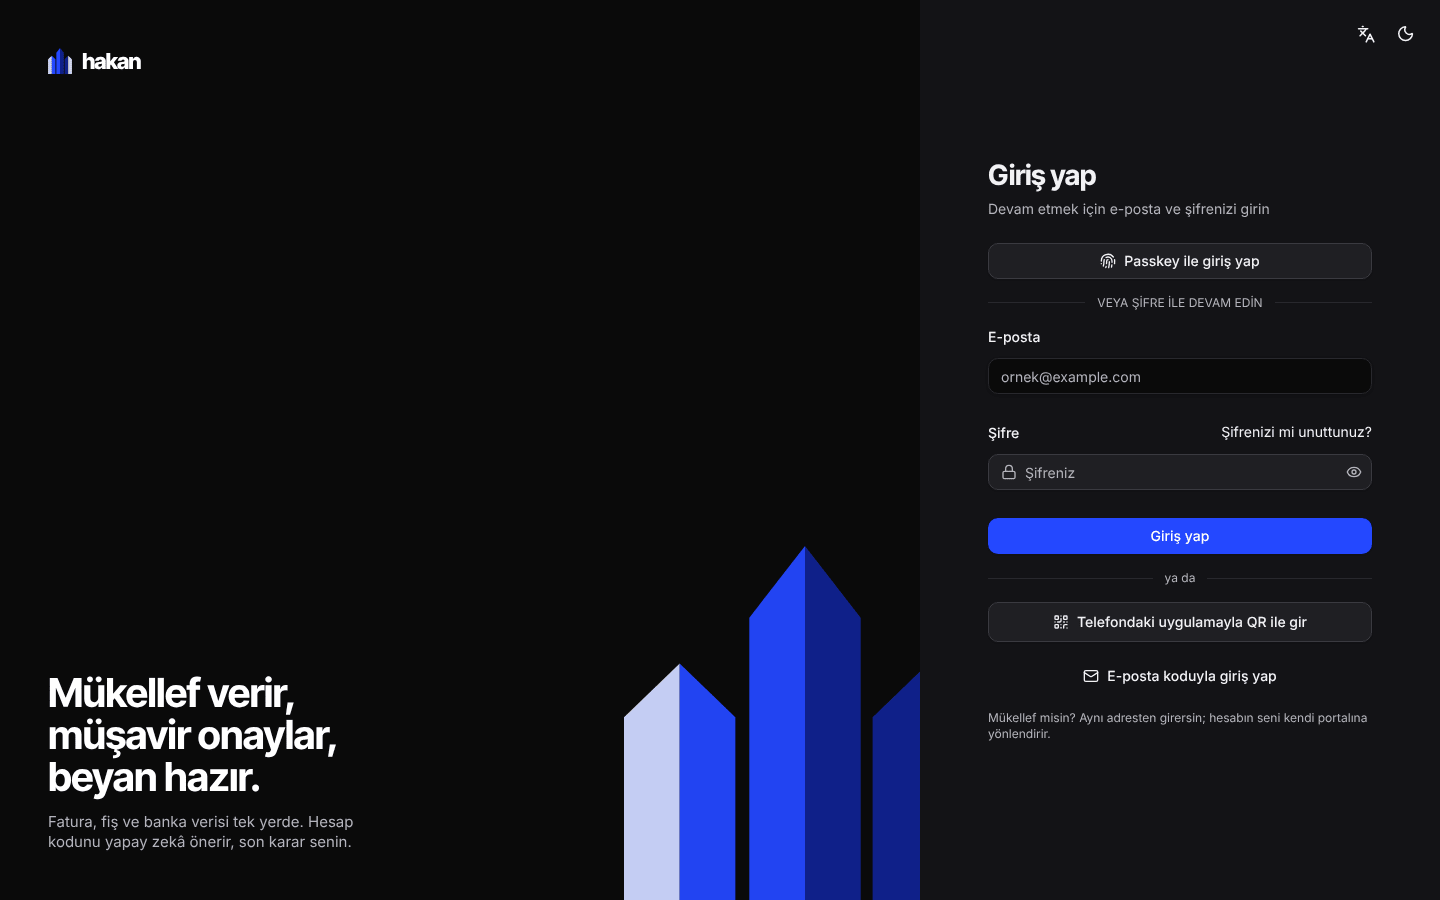 hakan
Mükellef verir,
müşavir onaylar,
beyan hazır.
Fatura, fiş ve banka verisi tek yerde. Hesap
kodunu yapay zekâ önerir, son karar senin.
Giriş yap
Devam etmek için e-posta ve şifrenizi girin
Passkey ile giriş yap
VEYA ŞİFRE İLE DEVAM EDİN
E-posta
ornek@example.com
Şifre
Şifrenizi mi unuttunuz?
Şifreniz
Giriş yap
ya da
Telefondaki uygulamayla QR ile gir
E-posta koduyla giriş yap
Mükellef misin? Aynı adresten girersin; hesabın seni kendi portalına
yönlendirir.